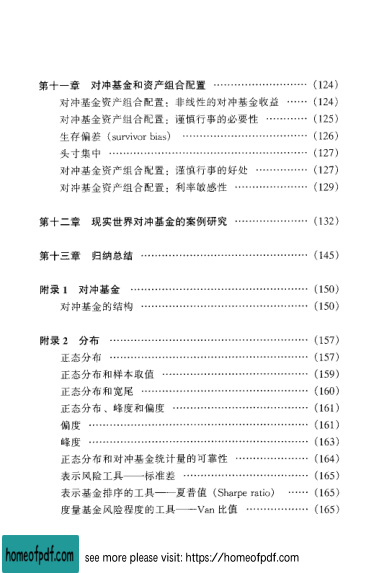 第十一章 对冲基金和资产组合配置 ………………………(124)
对冲基金资产组合配置：非线性的对冲基金收益 ……(124)
对冲基金资产组合配置：谨慎行事的必要性 …………(125)
生存偏差（survivor bias） ………………………………(126)
头寸集中 …………………………………………………(127)
对冲基金资产组合配置：谨慎行事的好处 ……………(127)
对冲基金资产组合配置：利率敏感性 …………………(129)
第十二章 现实世界对冲基金的案例研究 …………………(132)
第十三章 归纳总结 …………………………………………(145)
附录 1 对冲基金 ……………………………………………(150)
对冲基金的结构 …………………………………………(150)
附录 2 分布 …………………………………………………(157)
正态分布 …………………………………………………(157)
正态分布和样本取值 ……………………………………(159)
正态分布和宽尾 …………………………………………(160)
正态分布、峰度和偏度 …………………………………(161)
偏度 ………………………………………………………(161)
峰度 ………………………………………………………(163)
正态分布和对冲基金统计量的可靠性 …………………(164)
表示风险工具——标准差 ………………………………(165)
表示基金排序的工具——夏普值（Sharpe ratio） ……(165)
度量基金风险程度的工具——Van 比值 ………………(165)
homeofpdf.com see more please visit: https://homeofpdf.com